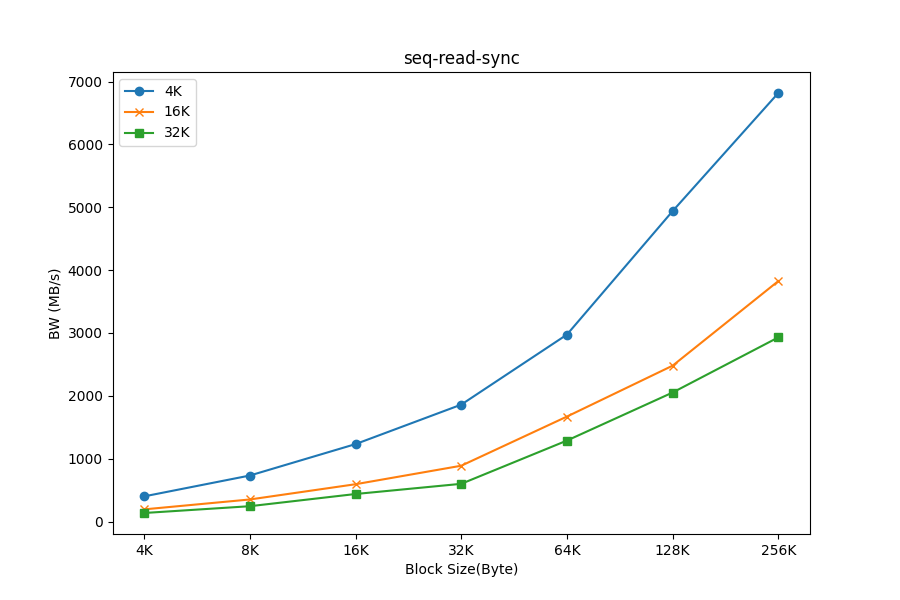 seq-read-sync
4K
16K
32K
7000
6000
5000
4000
3000
2000
1000
0
BW (MB/s)
4K 8K 16K 32K 64K 128K 256K
Block Size(Byte)